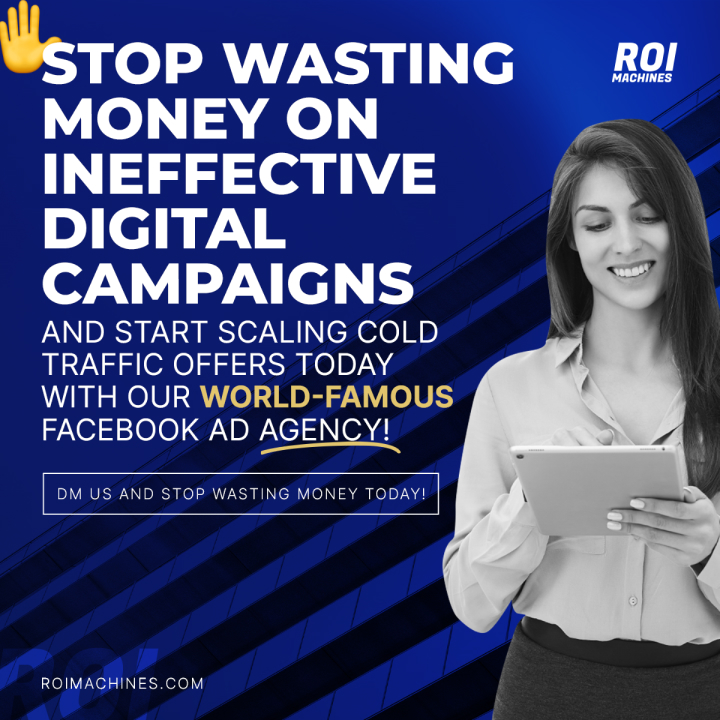 STOP WASTING
MONEY ON
INEFFECTIVE
DIGITAL
CAMPAIGNS
AND START SCALING COLD
TRAFFIC OFFERS TODAY
WITH OUR WORLD-FAMOUS
FACEBOOK AD AGENCY!
DM US AND STOP WASTING MONEY TODAY!
ROI
MACHINES
ROI
ROIMACHINES.COM